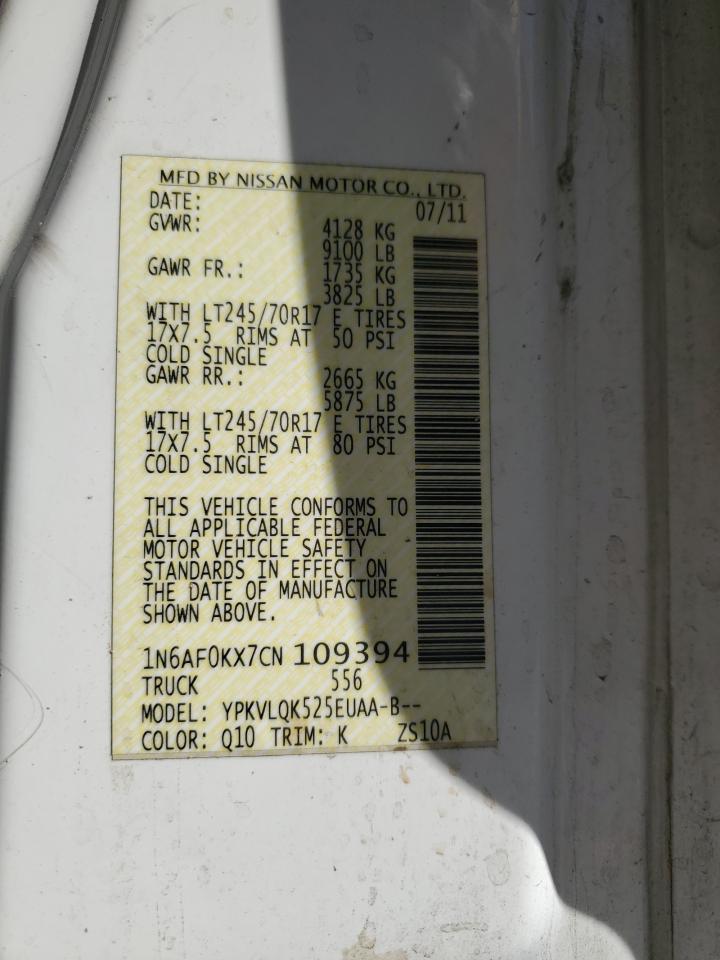 MFD BY NISSAN MOTOR CO., LTD.
DATE: 07/11
GVWR: 4128 KG
9100 LB
GAWR FR.: 1735 KG
3825 LB
WITH LT245/70R17 E TIRES
17X7.5 RIMS AT 50 PSI
COLD SINGLE
GAWR RR.: 2665 KG
5875 LB
WITH LT245/70R17 E TIRES
17X7.5 RIMS AT 80 PSI
COLD SINGLE
THIS VEHICLE CONFORMS TO
ALL APPLICABLE FEDERAL
MOTOR VEHICLE SAFETY
STANDARDS IN EFFECT ON
THE DATE OF MANUFACTURE
SHOWN ABOVE.
1N6AF0KX7CN 109394
TRUCK 556
MODEL: YPKVLQK525EUAA-B--
COLOR: Q10 TRIM: K ZS10A